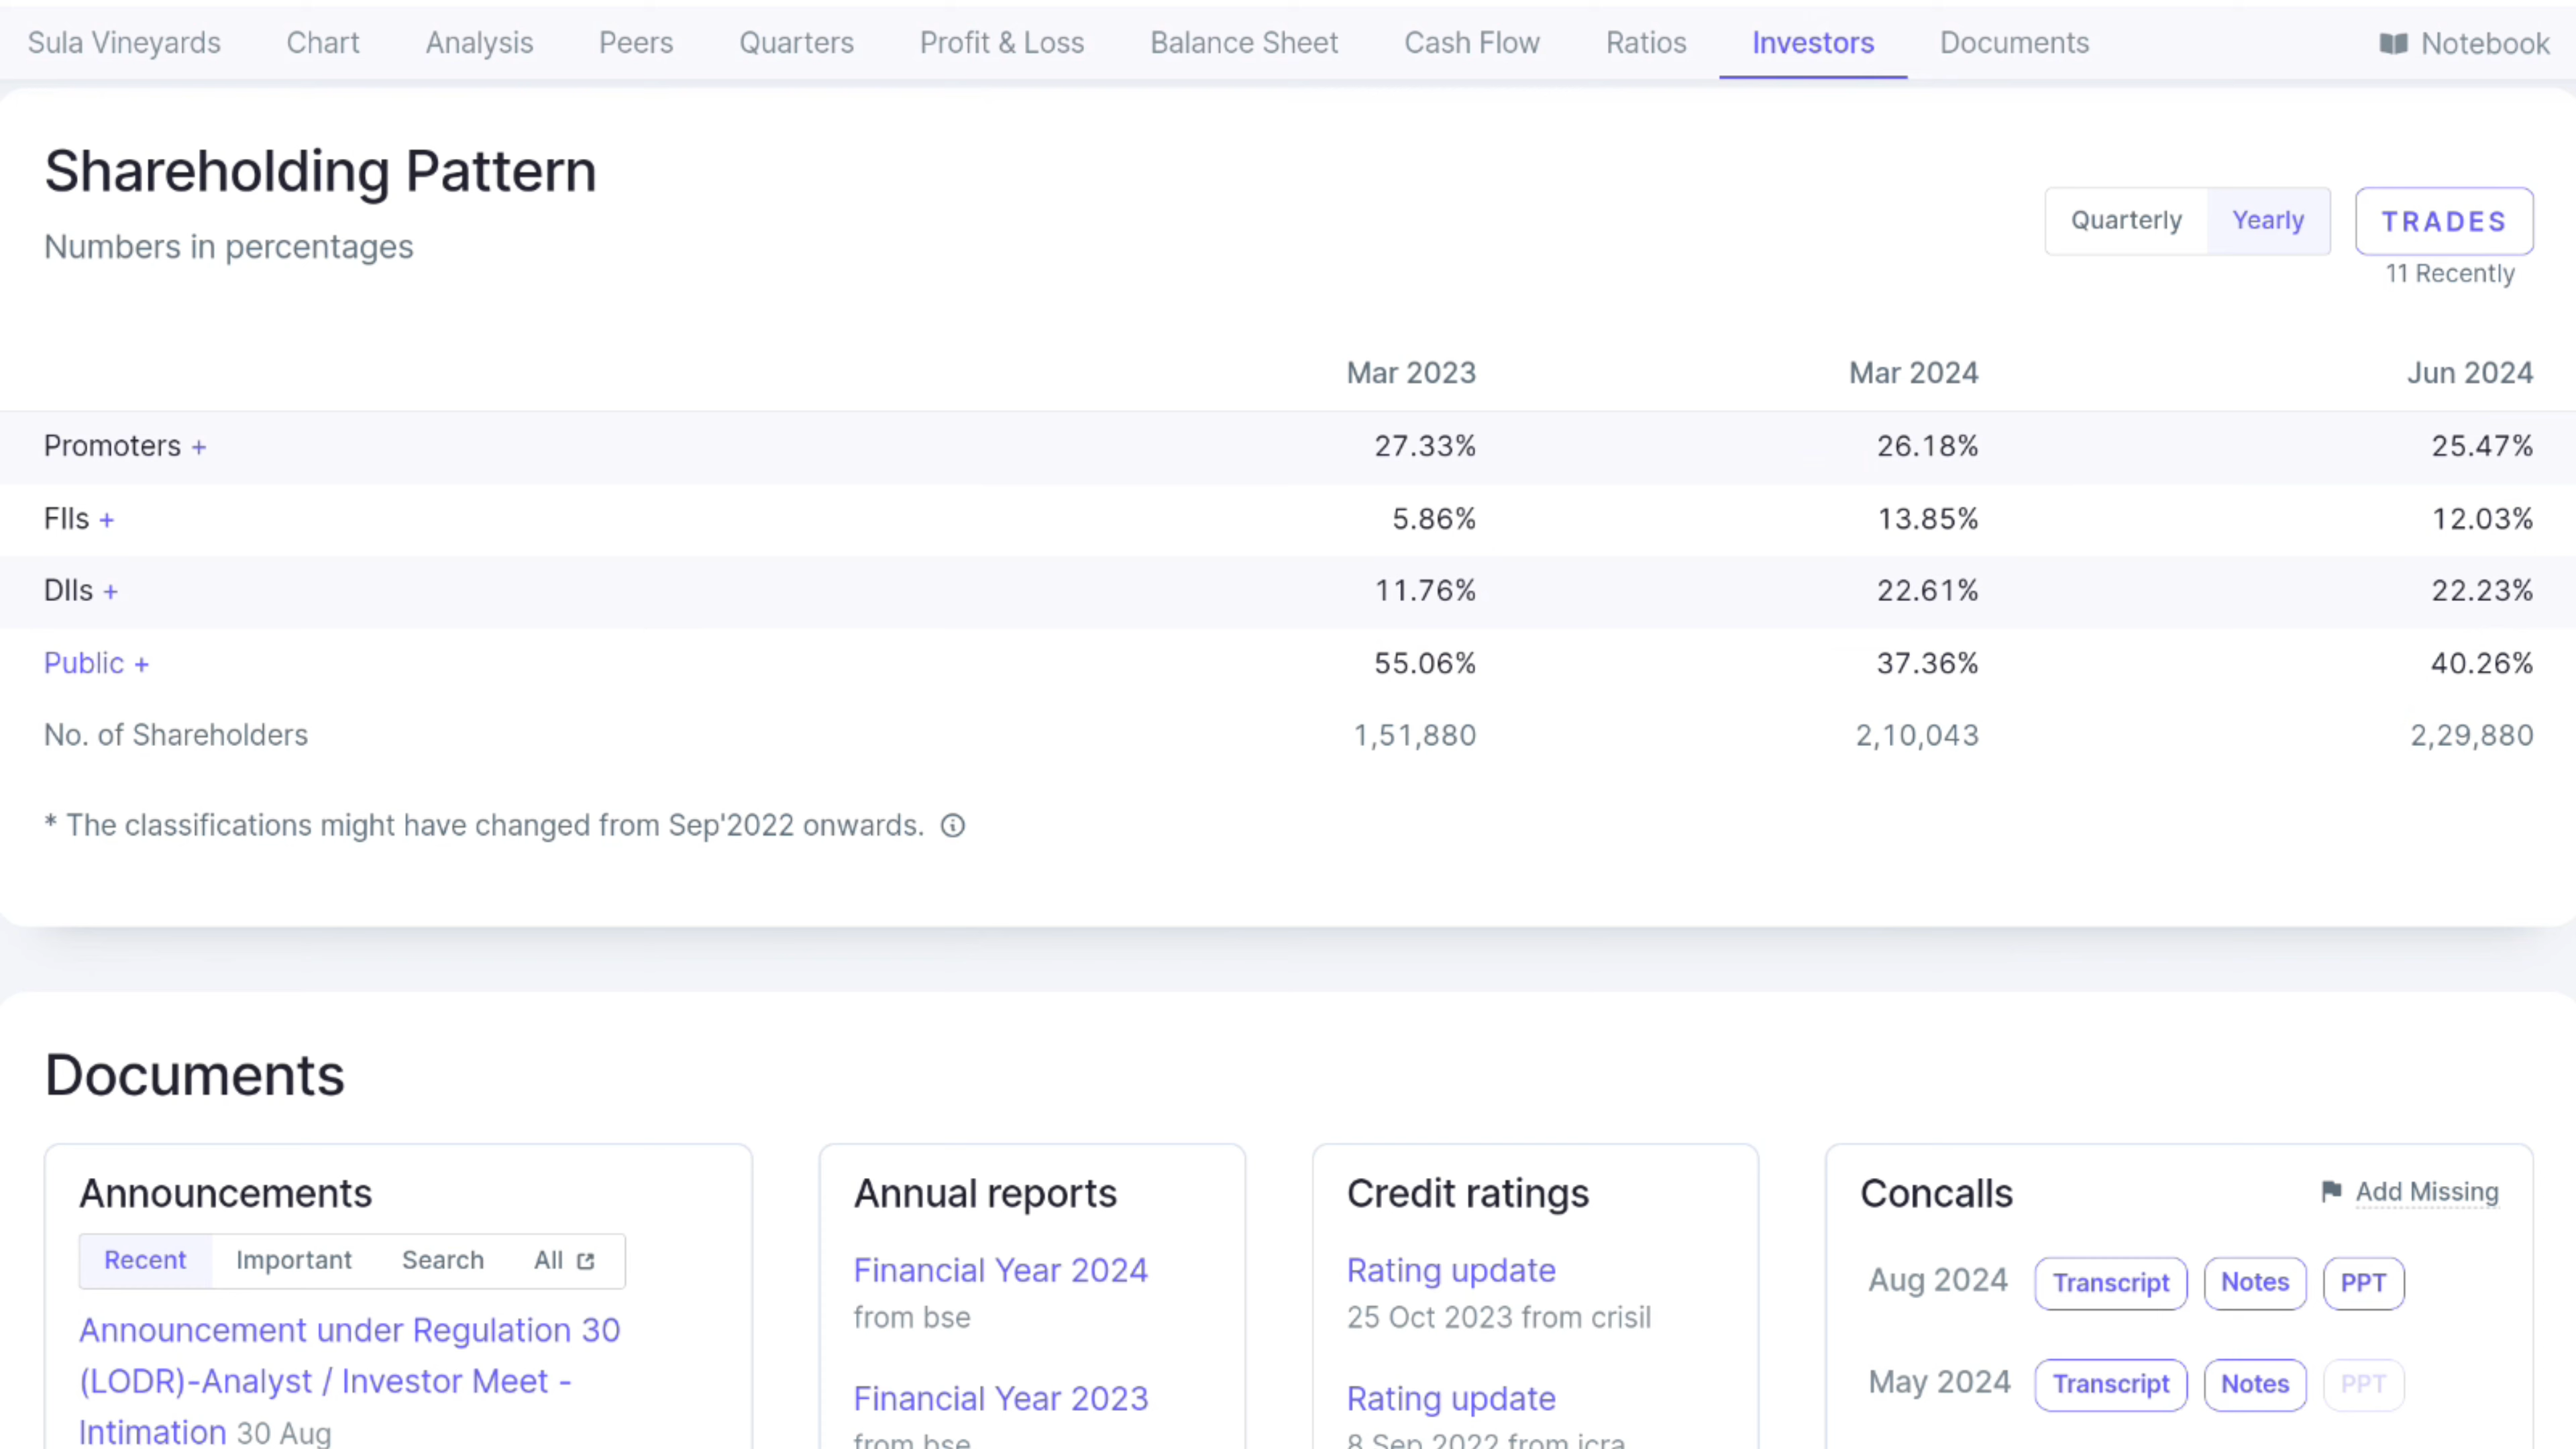 Sula Vineyards Chart Analysis Peers Quarters Profit & Loss Balance Sheet Cash Flow Ratios Investors Documents Notebook
Shareholding Pattern
Numbers in percentages
Quarterly Yearly TRADES
11 Recently
Mar 2023 Mar 2024 Jun 2024
Promoters + 27.33% 26.18% 25.47%
FIIs + 5.86% 13.85% 12.03%
DIIs + 11.76% 22.61% 22.23%
Public + 55.06% 37.36% 40.26%
No. of Shareholders 1,51,880 2,10,043 2,29,880
* The classifications might have changed from Sep'2022 onwards.
Documents
Announcements
Recent Important Search All
Announcement under Regulation 30
(LODR)-Analyst / Investor Meet -
Intimation 30 Aug
Annual reports
Financial Year 2024
from bse
Financial Year 2023
from bse
Credit ratings
Rating update
25 Oct 2023 from crisil
Rating update
8 Sep 2022 from icra
Concalls Add Missing
Aug 2024 Transcript Notes PPT
May 2024 Transcript Notes PPT